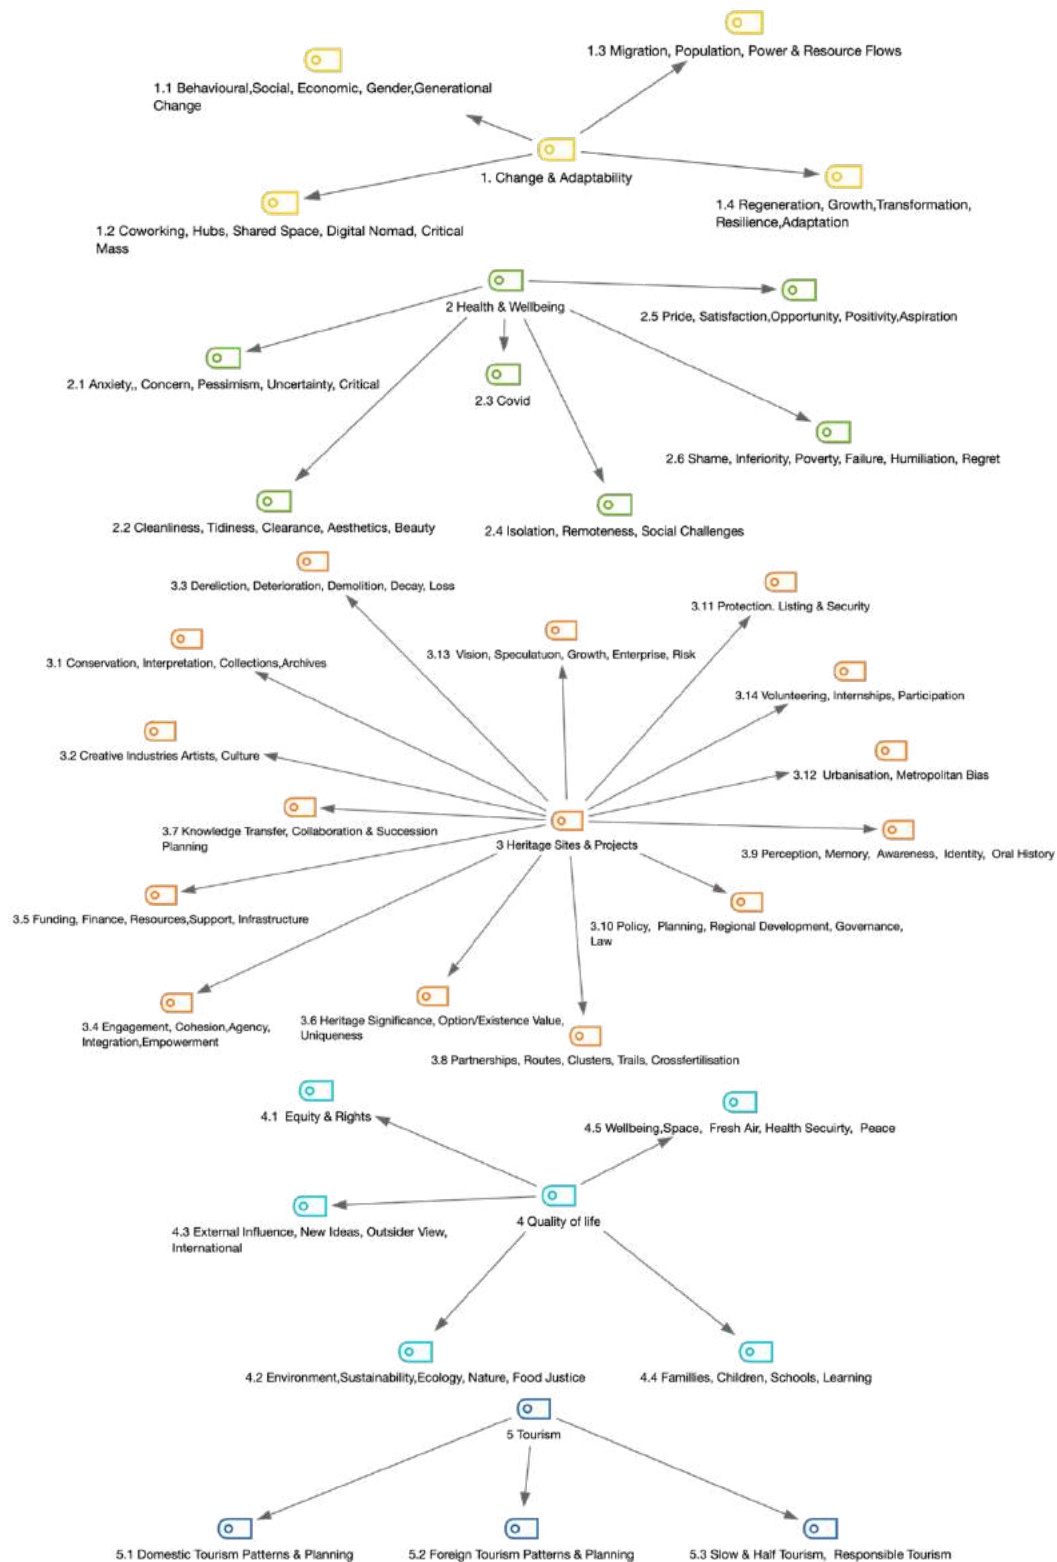 1.3 Migration, Population, Power & Resource Flows
1.1 Behavioural,Social, Economic, Gender,Generational
Change
1. Change & Adaptability
1.4 Regeneration, Growth,Transformation,
Resilience,Adaptation
1.2 Coworking, Hubs, Shared Space, Digital Nomad, Critical
Mass
2 Health & Wellbeing
2.5 Pride, Satisfaction,Opportunity, Positivity,Aspiration
2.1 Anxiety,, Concern, Pessimism, Uncertainty, Critical
2.3 Covid
2.6 Shame, Inferiority, Poverty, Failure, Humiliation, Regret
2.2 Cleanliness, Tidiness, Clearance, Aesthetics, Beauty
2.4 Isolation, Remoteness, Social Challenges
3.3 Dereliction, Deterioration, Demolition, Decay, Loss
3.11 Protection. Listing & Security
3.13 Vision, Speculatuon, Growth, Enterprise, Risk
3.1 Conservation, Interpretation, Collections,Archives
3.14 Volunteering, Internships, Participation
3.2 Creative Industries Artists, Culture
3.12 Urbanisation, Metropolitan Bias
3.7 Knowledge Transfer, Collaboration & Succession
Planning
3 Heritage Sites & Projects
3.9 Perception, Memory, Awareness, Identity, Oral History
3.5 Funding, Finance, Resources,Support, Infrastructure
3.10 Policy, Planning, Regional Development, Governance,
Law
3.4 Engagement, Cohesion,Agency,
Integration,Empowerment
3.6 Heritage Significance, Option/Existence Value,
Uniqueness
3.8 Partnerships, Routes, Clusters, Trails, Crossfertilisation
4.1 Equity & Rights
4.5 Wellbeing,Space, Fresh Air, Health Secuirty, Peace
4 Quality of life
4.3 External Influence, New Ideas, Outsider View,
International
4.2 Environment,Sustainability,Ecology, Nature, Food Justice
4.4 Famillies, Children, Schools, Learning
5 Tourism
5.1 Domestic Tourism Patterns & Planning
5.2 Foreign Tourism Patterns & Planning
5.3 Slow & Half Tourism, Responsible Tourism